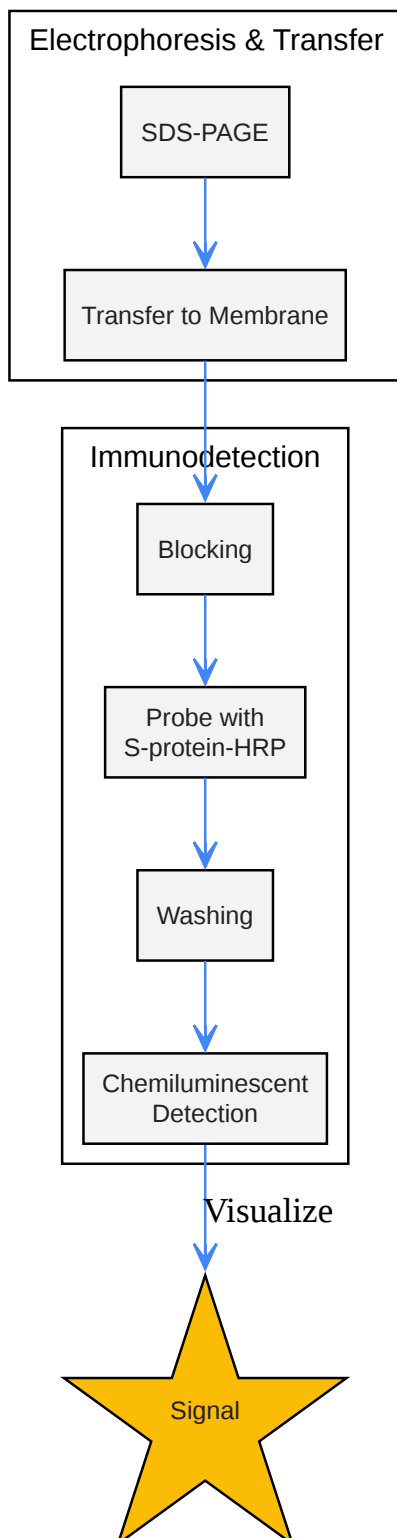 Electrophoresis & Transfer
SDS-PAGE
Transfer to Membrane
Immunodetection
Blocking
Probe with
S-protein-HRP
Washing
Chemiluminescent
Detection
Visualize
Signal